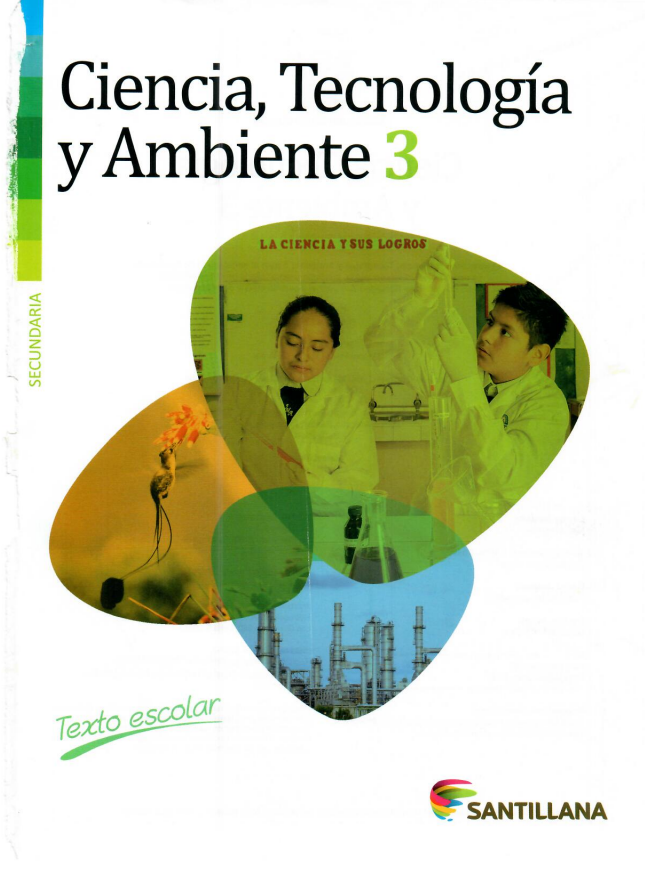 Ciencia, Tecnología
y Ambiente 3
LA CIENCIA Y SUS LOGROS
SECUNDARIA
Texto escolar
SANTILLANA